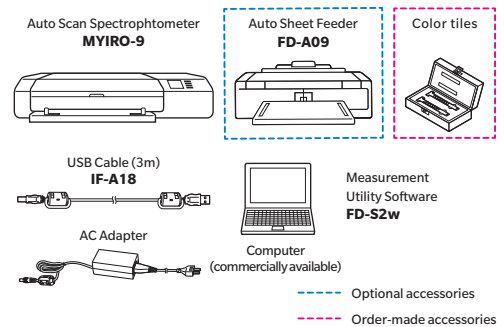 Auto Scan Spectrophtometer
MYIRO-9
Auto Sheet Feeder
FD-A09
Color tiles
USB Cable (3m)
IF-A18
Measurement
Utility Software
FD-S2w
AC Adapter
Computer
(commercially available)
Optional accessories
Order-made accessories